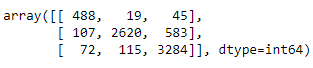 array([[ 488,   19,   45],
       [ 107, 2620,  583],
       [  72,  115, 3284]], dtype=int64)